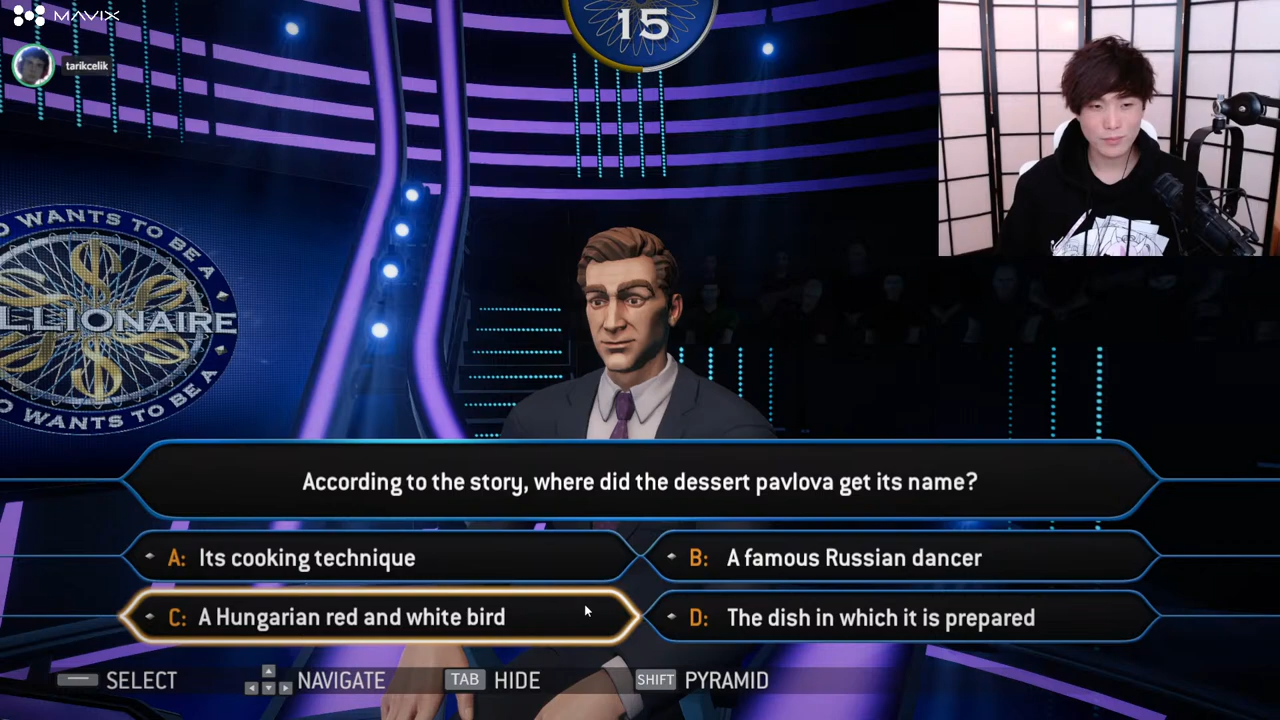 MAVIX
15
tarikcelik
O WANTS TO BE A
LLIONAIRE
O WANTS TO BE A
According to the story, where did the dessert pavlova get its name?
A: Its cooking technique
B: A famous Russian dancer
C: A Hungarian red and white bird
D: The dish in which it is prepared
SELECT
NAVIGATE
TAB HIDE
SHIFT PYRAMID